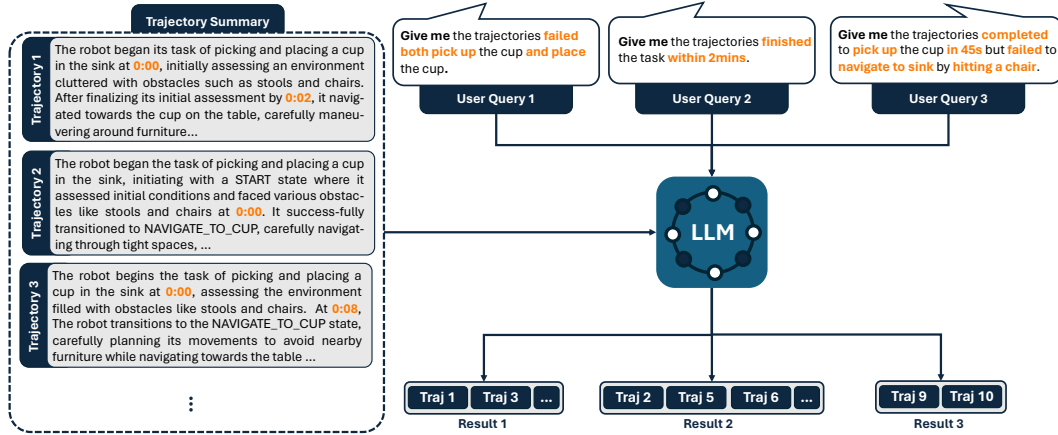 Trajectory Summary
Trajectory 1
The robot began its task of picking and placing a cup
in the sink at 0:00, initially assessing an environment
cluttered with obstacles such as stools and chairs.
After finalizing its initial assessment by 0:02, it navig-
ated towards the cup on the table, carefully maneu-
vering around furniture...
Trajectory 2
The robot began the task of picking and placing a cup
in the sink, initiating with a START state where it
assessed initial conditions and faced various obstac-
les like stools and chairs at 0:00. It success-fully
transitioned to NAVIGATE_TO_CUP, carefully navigat-
ing through tight spaces, ...
Trajectory 3
The robot begins the task of picking and placing a
cup in the sink at 0:00, assessing the environment
filled with obstacles like stools and chairs. At 0:08,
The robot transitions to the NAVIGATE_TO_CUP state,
carefully planning its movements to avoid nearby
furniture while navigating towards the table ...
Give me the trajectories failed
both pick up the cup and place
the cup.
User Query 1
Give me the trajectories finished
the task within 2mins.
User Query 2
Give me the trajectories completed
to pick up the cup in 45s but failed to
navigate to sink by hitting a chair.
User Query 3
LLM
Traj 1 Traj 3 ...
Result 1
Traj 2 Traj 5 Traj 6 ...
Result 2
Traj 9 Traj 10
Result 3